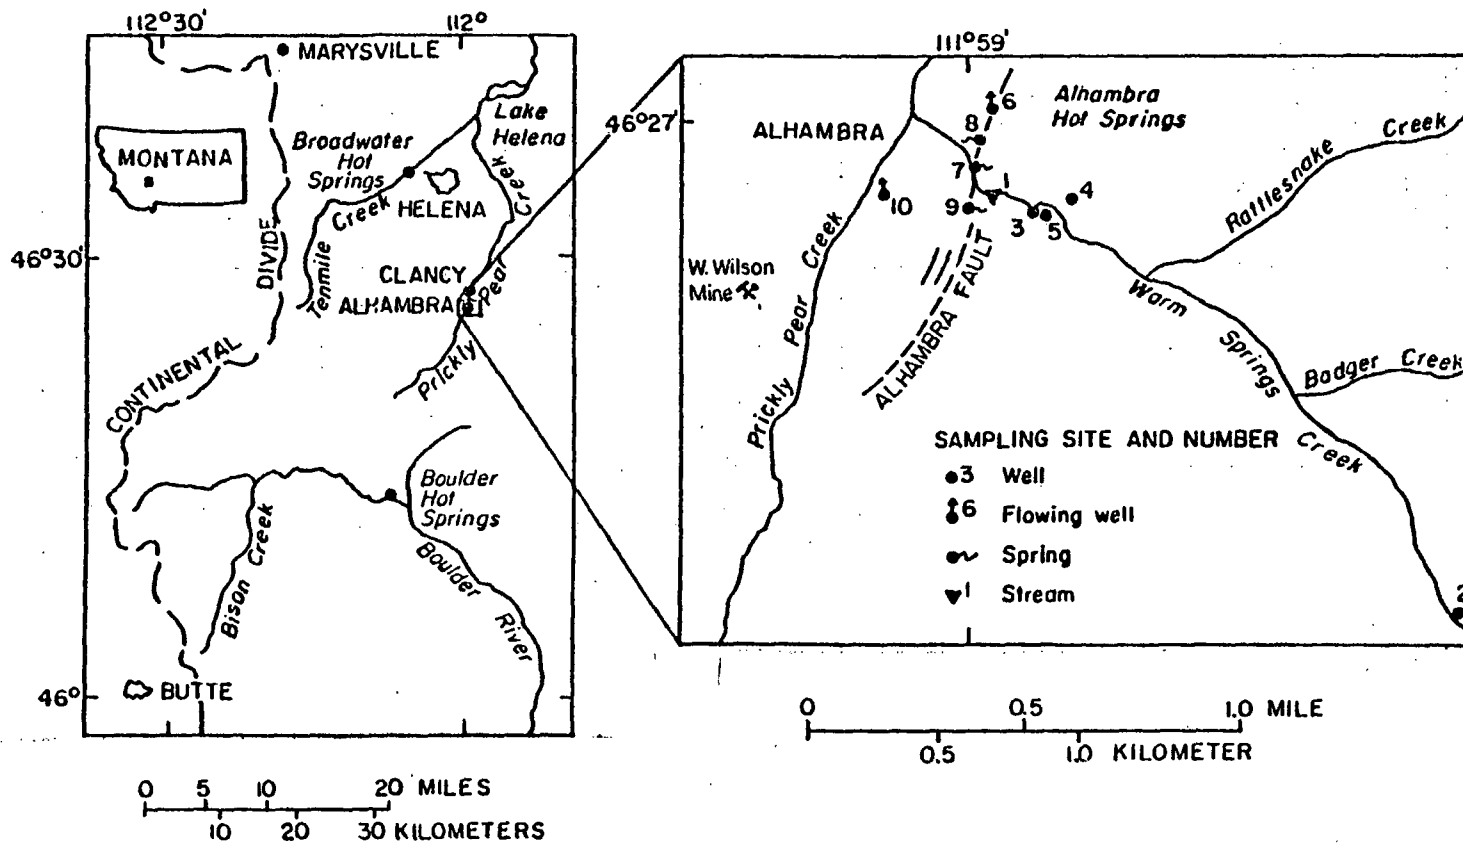 112°30'
112°
MARYSVILLE
Lake
Helena
Broadwater
Hot
Springs
MONTANA
HELENA
Creek
Tenmile Creek
DIVIDE
46°30'
CLANCY
ALHAMBRA
Prickly Pear
CONTINENTAL
Boulder
Hot
Springs
Bison Creek
Boulder River
46°
BUTTE
0 5 10 20 MILES
10 20 30 KILOMETERS
111°59'
46°27'
ALHAMBRA
Alhambra
Hot Springs
6
8
7
1
4
10
9
3
5
Rattlesnake Creek
Prickly Pear Creek
W. Wilson
Mine
ALHAMBRA FAULT
Warm Springs Creek
Badger Creek
2
SAMPLING SITE AND NUMBER
3 Well
6 Flowing well
Spring
1 Stream
0 0.5 1.0 MILE
0.5 1.0 KILOMETER